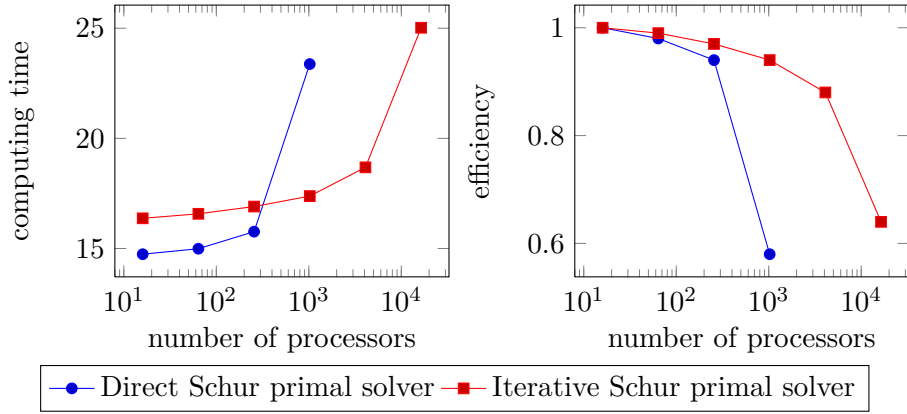 computing time
25
20
15
10^1
10^2
10^3
10^4
number of processors
efficiency
1
0.8
0.6
10^1
10^2
10^3
10^4
number of processors
Direct Schur primal solver
Iterative Schur primal solver